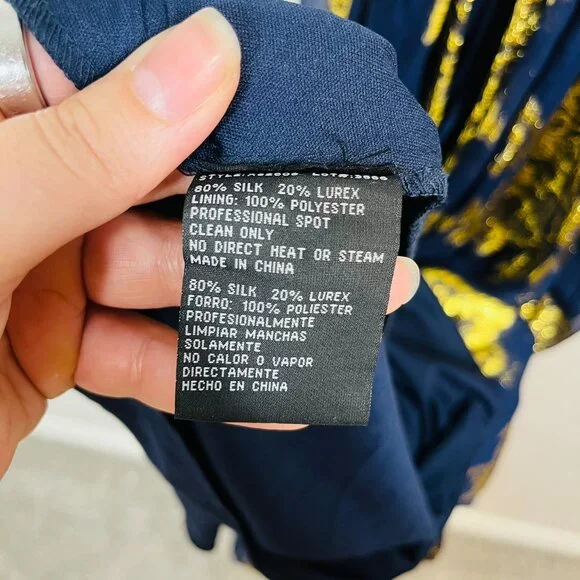 80% SILK 20% LUREX
LINING: 100% POLYESTER
PROFESSIONAL SPOT
CLEAN ONLY
NO DIRECT HEAT OR STEAM
MADE IN CHINA
80% SILK 20% LUREX
FORRO: 100% POLIESTER
PROFESIONALMENTE
LIMPIAR MANCHAS
SOLAMENTE
NO CALOR O VAPOR
DIRECTAMENTE
HECHO EN CHINA